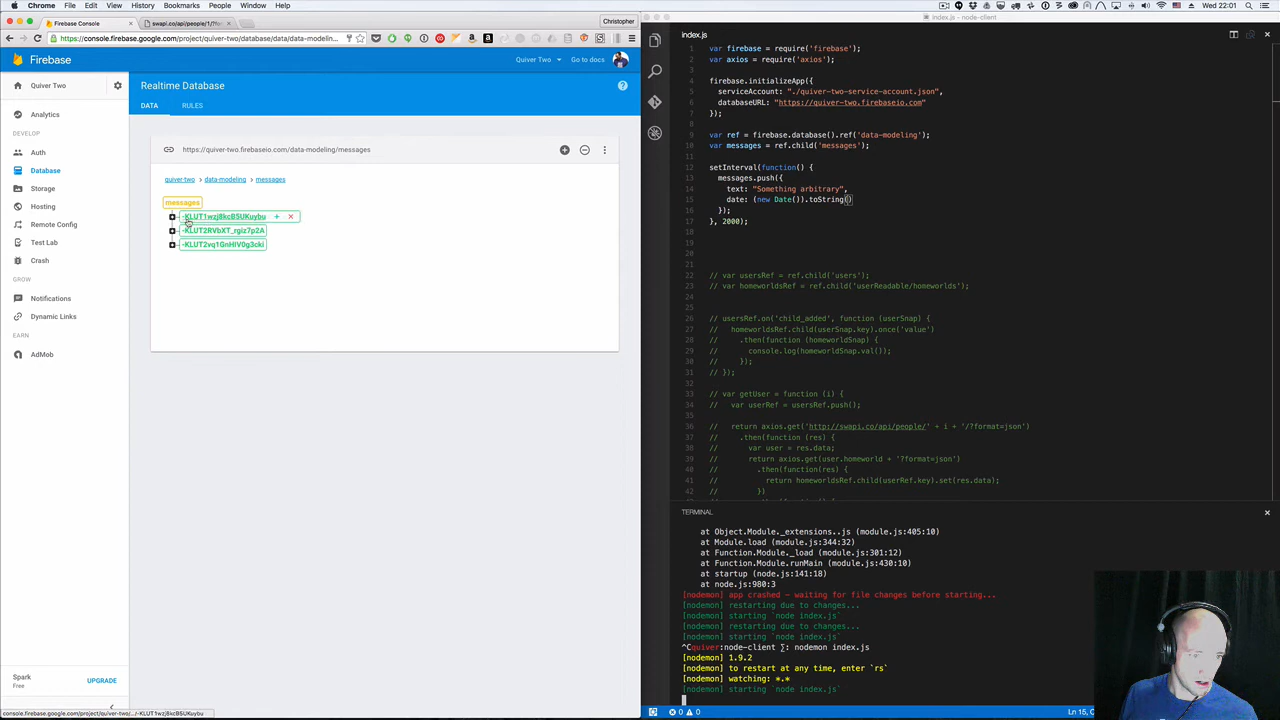 Chrome File Edit View History Bookmarks People Window Help
Wed 22:01
Firebase Console
swapi.co/api/people/1/?fo
Christopher
https://console.firebase.google.com/project/quiver-two/database/data/data-modeling...
index.js — node-client
Firebase
Quiver Two
Go to docs
Quiver Two
Analytics
DEVELOP
Auth
Database
Storage
Hosting
Remote Config
Test Lab
Crash
GROW
Notifications
Dynamic Links
EARN
AdMob
Spark
Free
UPGRADE
Realtime Database
DATA
RULES
https://quiver-two.firebaseio.com/data-modeling/messages
quiver-two > data-modeling > messages
messages
-KLUT1wzj8kcB5UKuybu
-KLUT2RVbXT_rgiz7p2A
-KLUT2vq1GnHiV0g3cki
console.firebase.google.com/project/quiver-two/.../-KLUT1wzj8kcB5UKuybu
index.js
1 var firebase = require('firebase');
2 var axios = require('axios');
3
4 firebase.initializeApp({
5 serviceAccount: "./quiver-two-service-account.json",
6 databaseURL: "https://quiver-two.firebaseio.com"
7 });
8
9 var ref = firebase.database().ref('data-modeling');
10 var messages = ref.child('messages');
11
12 setInterval(function() {
13 messages.push({
14 text: "Something arbitrary",
15 date: (new Date()).toString()
16 });
17 }, 2000);
18
19
20
21
22 // var usersRef = ref.child('users');
23 // var homeworldsRef = ref.child('userReadable/homeworlds');
24
25
26 // usersRef.on('child_added', function (userSnap) {
27 // homeworldsRef.child(userSnap.key).once('value')
28 // .then(function (homeworldSnap) {
29 // console.log(homeworldSnap.val());
30 // });
31 // });
32
33 // var getUser = function (i) {
34 // var userRef = usersRef.push();
35
36 // return axios.get('http://swapi.co/api/people/' + i + '/?format=json')
37 // .then(function (res) {
38 // var user = res.data;
39 // return axios.get(user.homeworld + '?format=json')
40 // .then(function(res) {
41 // return homeworldsRef.child(userRef.key).set(res.data);
42 // })
TERMINAL
at Object.Module._extensions..js (module.js:405:10)
at Module.load (module.js:344:32)
at Function.Module._load (module.js:301:12)
at Function.Module.runMain (module.js:430:10)
at startup (node.js:141:18)
at node.js:980:3
[nodemon] app crashed - waiting for file changes before starting...
[nodemon] restarting due to changes...
[nodemon] starting `node index.js`
[nodemon] restarting due to changes...
[nodemon] starting `node index.js`
^Cquiver:node-client ∑: nodemon index.js
[nodemon] 1.9.2
[nodemon] to restart at any time, enter `rs`
[nodemon] watching: *.*
[nodemon] starting `node index.js`
0 0
Ln 15, C